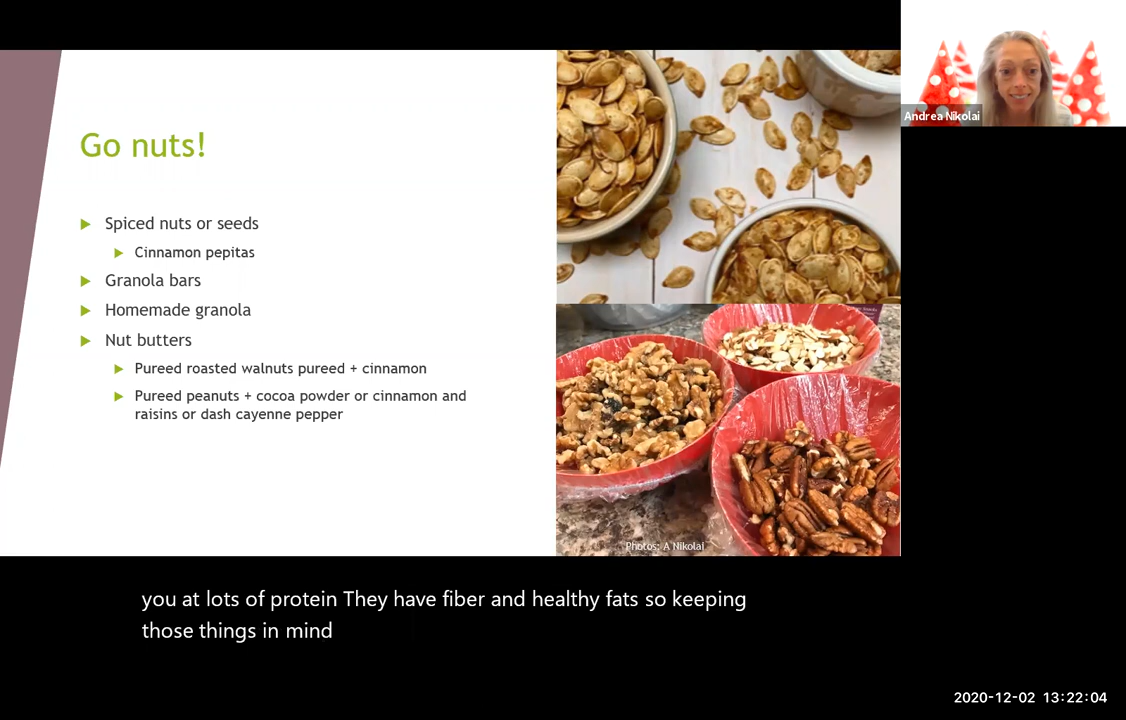 Andrea Nikolai
Go nuts!
Spiced nuts or seeds
Cinnamon pepitas
Granola bars
Homemade granola
Nut butters
Pureed roasted walnuts pureed + cinnamon
Pureed peanuts + cocoa powder or cinnamon and
raisins or dash cayenne pepper
Photos: A Nikolai
you at lots of protein They have fiber and healthy fats so keeping
those things in mind
2020-12-02 13:22:04